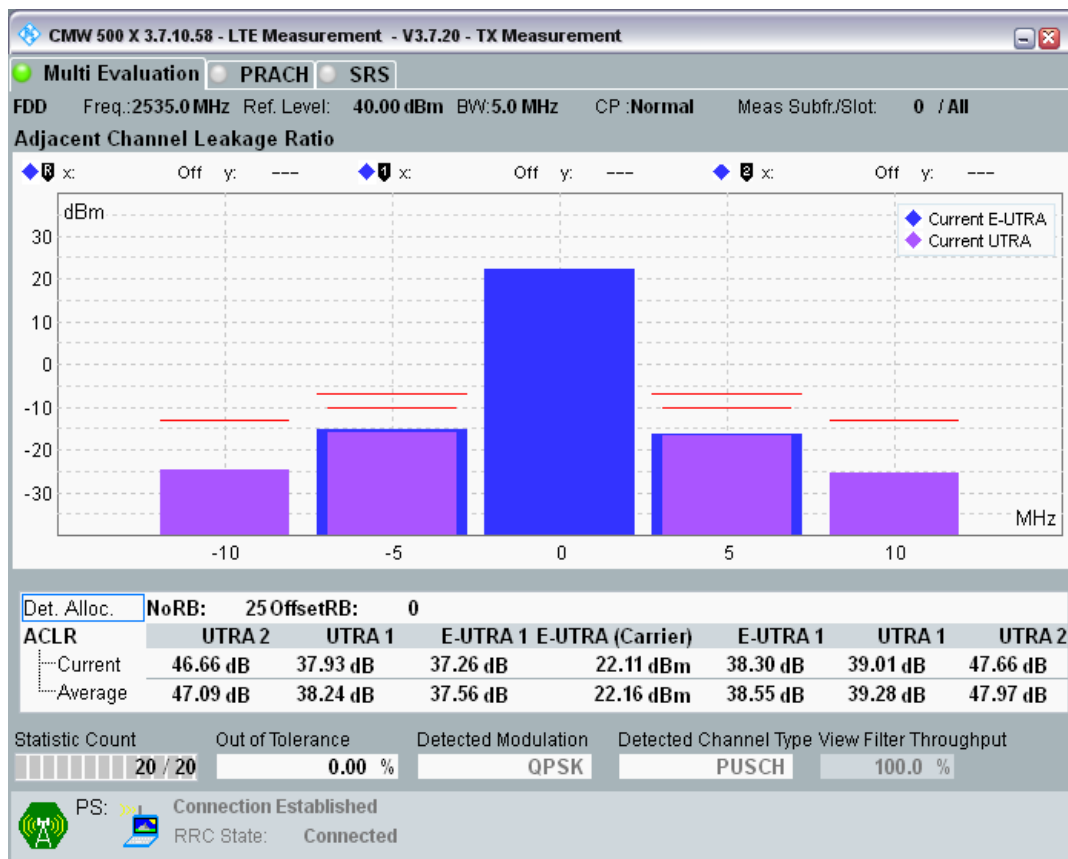 CMW 500 X 3.7.10.58 - LTE Measurement - V3.7.20 - TX Measurement
Multi Evaluation PRACH SRS
FDD Freq.:2535.0 MHz Ref. Level: 40.00 dBm BW:5.0 MHz CP :Normal Meas Subfr./Slot: 0 / All
Adjacent Channel Leakage Ratio
R x: Off y: --- 1 x: Off y: --- 2 x: Off y: ---
dBm
Current E-UTRA
Current UTRA
30
20
10
0
-10
-20
-30
MHz
-10 -5 0 5 10
Det. Alloc. NoRB: 25 OffsetRB: 0
ACLR UTRA 2 UTRA 1 E-UTRA 1 E-UTRA (Carrier) E-UTRA 1 UTRA 1 UTRA 2
Current 46.66 dB 37.93 dB 37.26 dB 22.11 dBm 38.30 dB 39.01 dB 47.66 dB
Average 47.09 dB 38.24 dB 37.56 dB 22.16 dBm 38.55 dB 39.28 dB 47.97 dB
Statistic Count Out of Tolerance Detected Modulation Detected Channel Type View Filter Throughput
20 / 20 0.00 % QPSK PUSCH 100.0 %
PS: Connection Established
RRC State: Connected